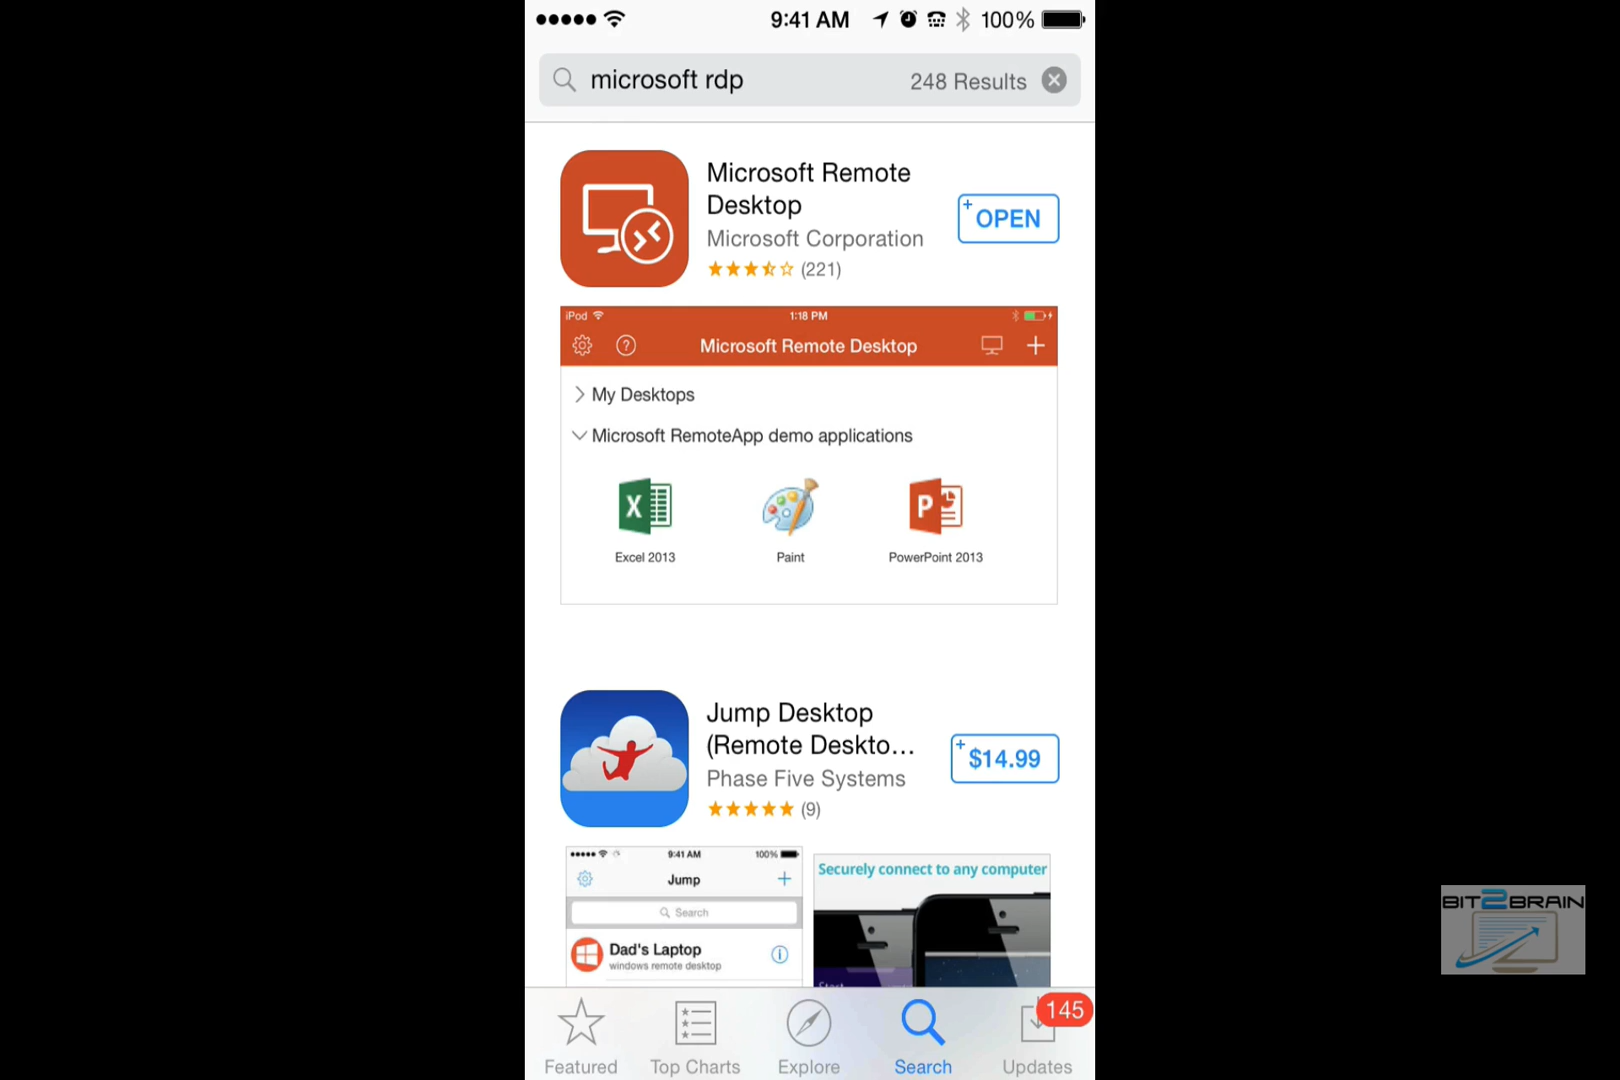 9:41 AM 100%
microsoft rdp 248 Results
Microsoft Remote
Desktop
Microsoft Corporation
(221)
+ OPEN
iPod 1:18 PM
? Microsoft Remote Desktop
My Desktops
Microsoft RemoteApp demo applications
X P
Excel 2013 Paint PowerPoint 2013
Jump Desktop
(Remote Deskto...
Phase Five Systems
(9)
+ $14.99
9:41 AM 100%
Jump
Search
Dad's Laptop
windows remote desktop
Securely connect to any computer
Start
145
Featured Top Charts Explore Search Updates
BIT2BRAIN